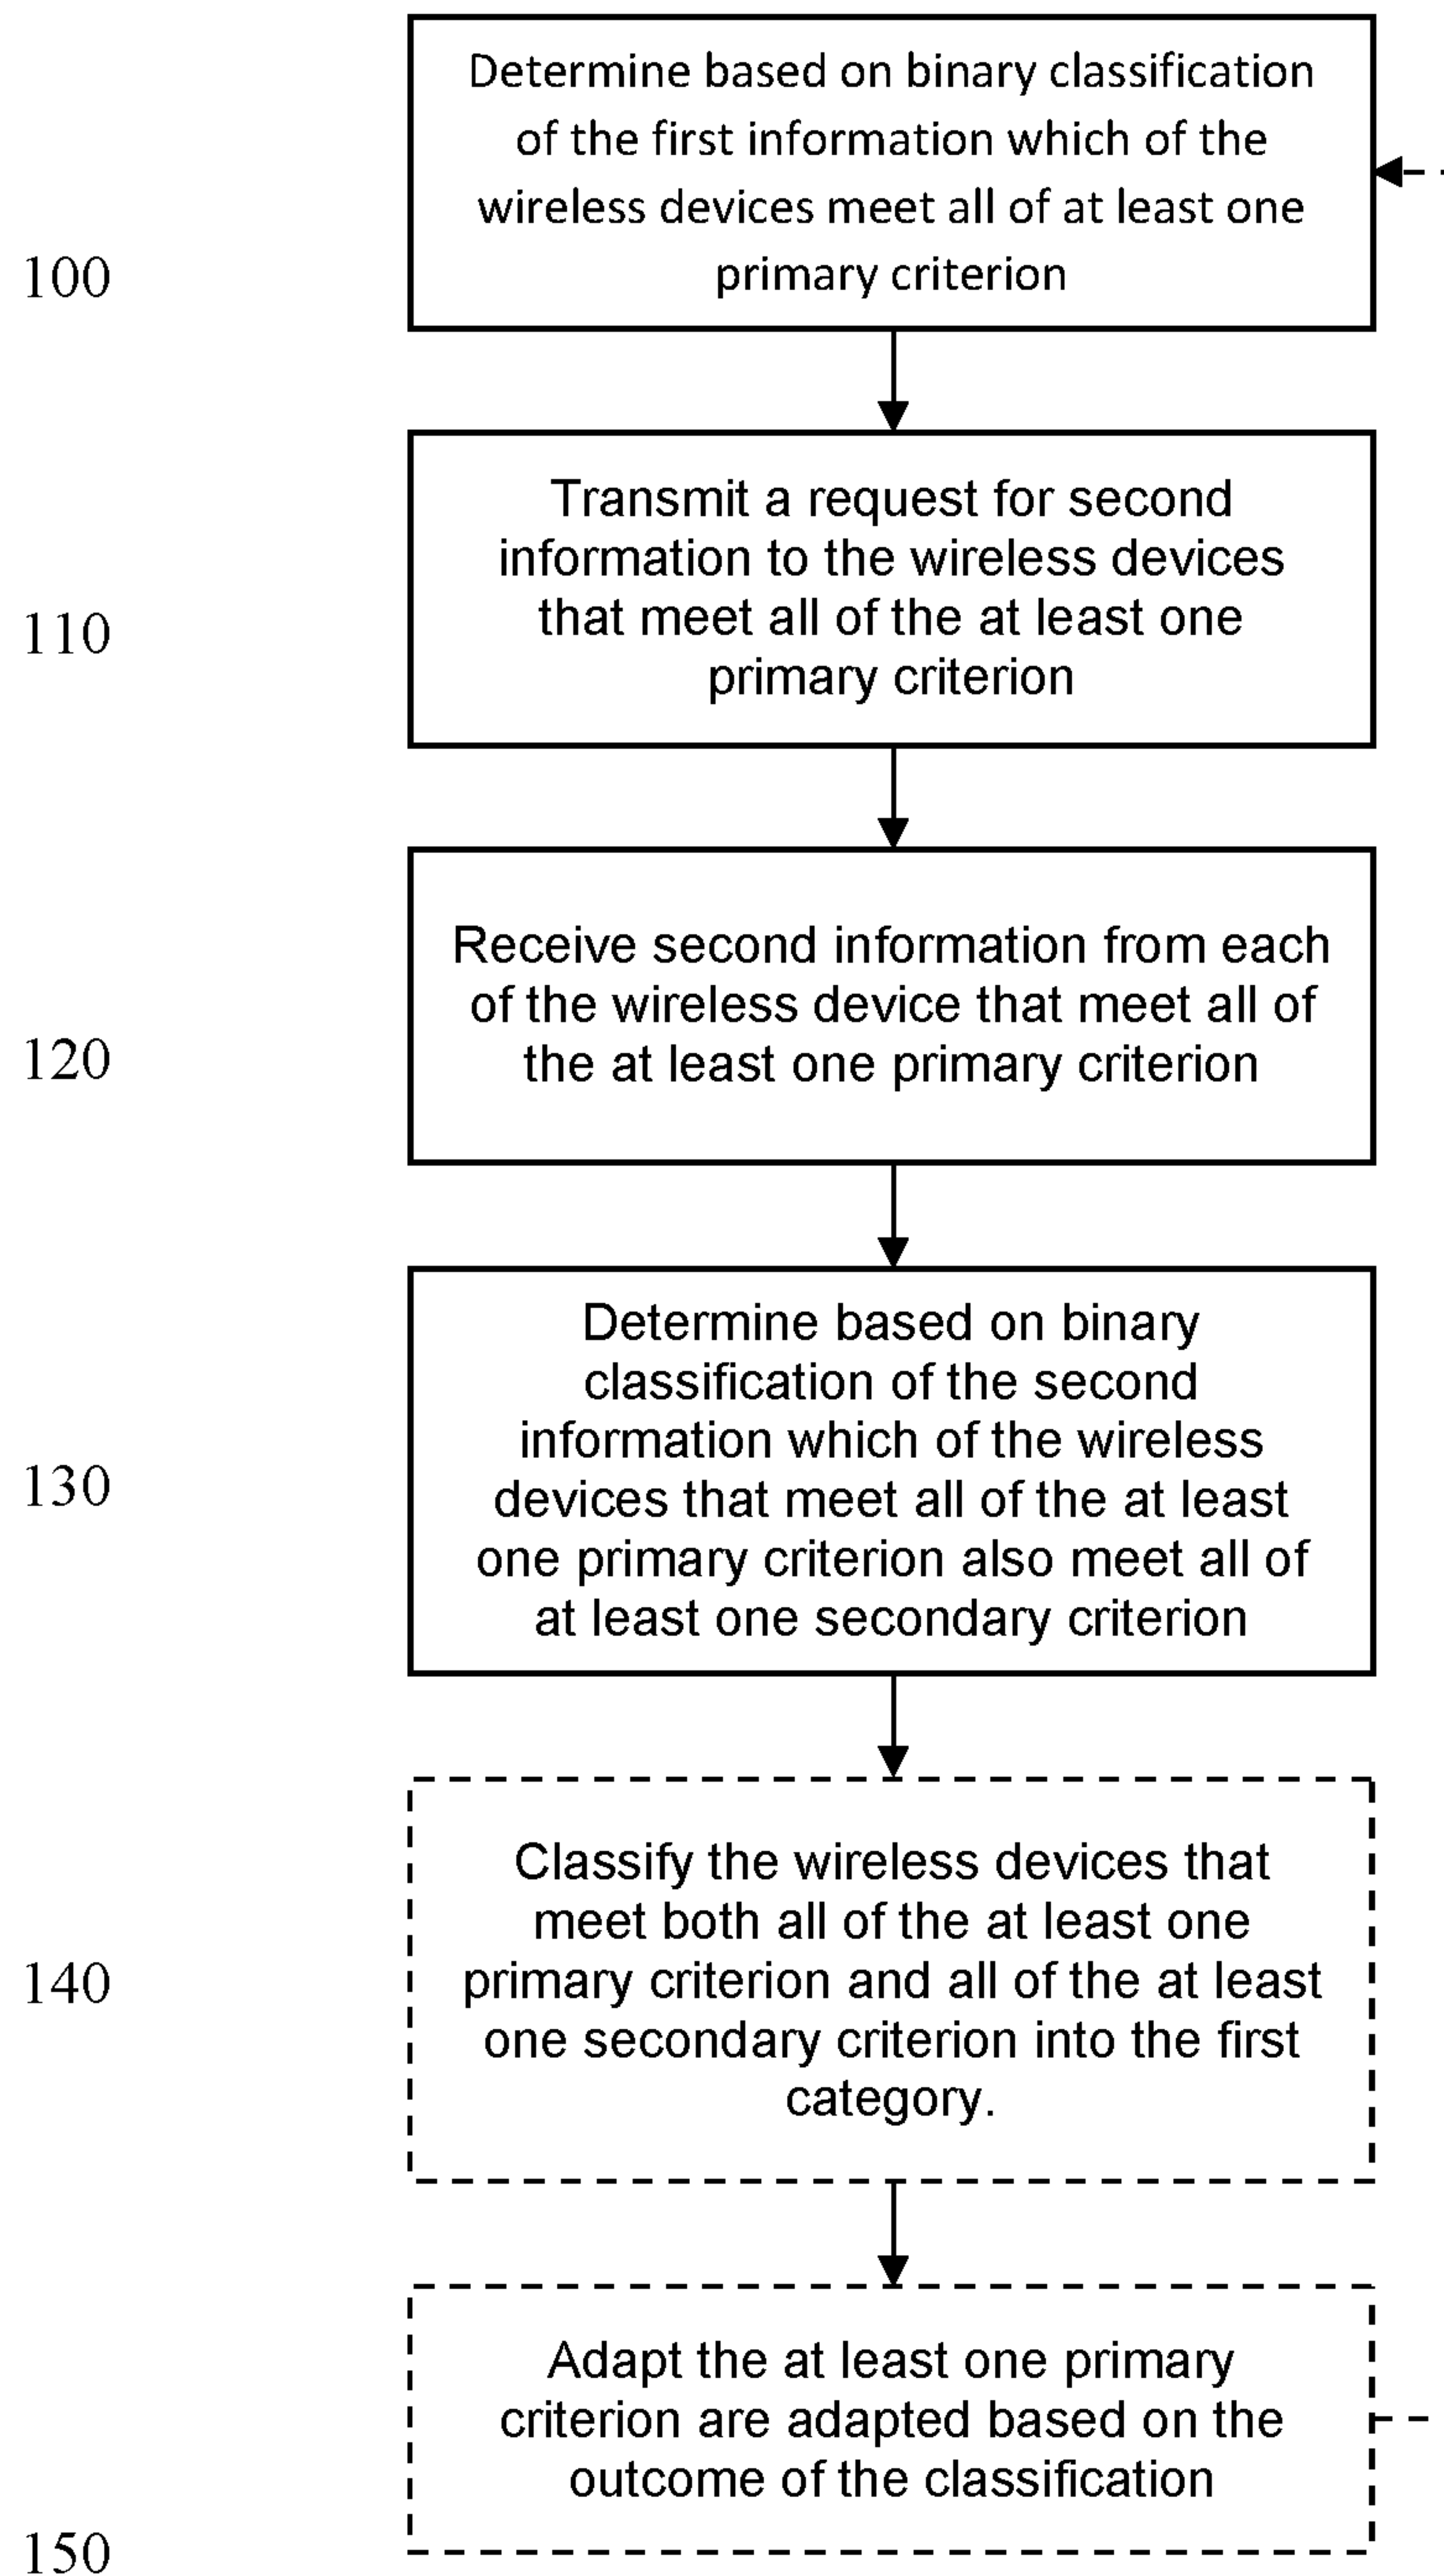 Determine based on binary classification
of the first information which of the
wireless devices meet all of at least one
primary criterion
100
Transmit a request for second
information to the wireless devices
that meet all of the at least one
primary criterion
110
Receive second information from each
of the wireless device that meet all of
the at least one primary criterion
120
Determine based on binary
classification of the second
information which of the wireless
devices that meet all of the at least
one primary criterion also meet all of
at least one secondary criterion
130
Classify the wireless devices that
meet both all of the at least one
primary criterion and all of the at least
one secondary criterion into the first
category.
140
Adapt the at least one primary
criterion are adapted based on the
outcome of the classification
150